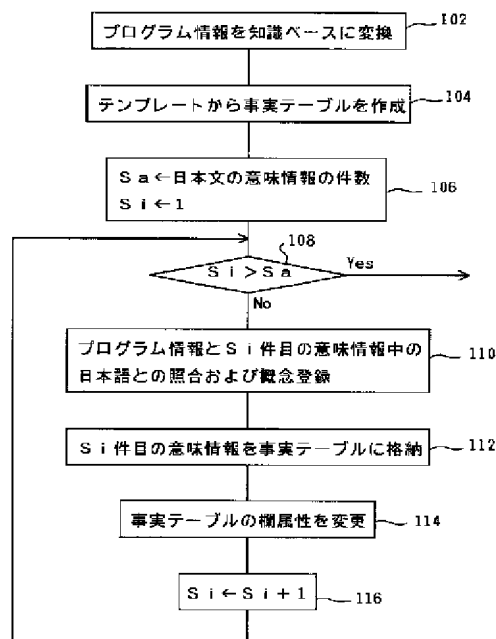 プログラム情報を知識ベースに変換
102
テンプレートから事実テーブルを作成
104
Sa←日本文の意味情報の件数
Si←1
106
108
Si>Sa
Yes
No
プログラム情報とSi件目の意味情報中の
日本語との照合および概念登録
110
Si件目の意味情報を事実テーブルに格納
112
事実テーブルの欄属性を変更
114
Si←Si+1
116